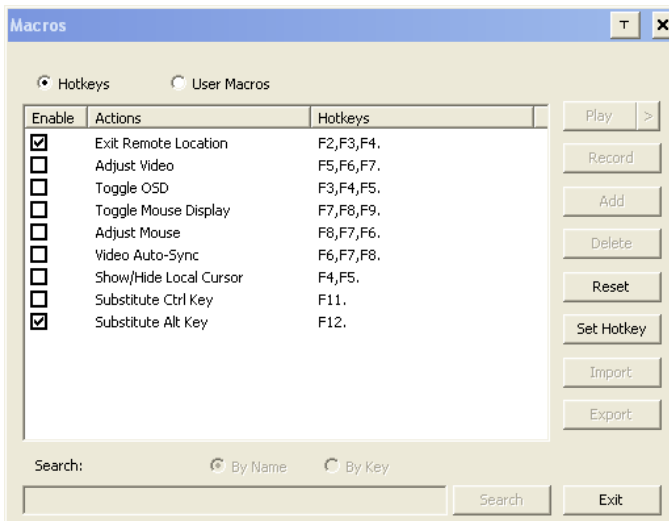 Macros T X
Hotkeys User Macros
Enable Actions Hotkeys Play >
Exit Remote Location F2,F3,F4.
Adjust Video F5,F6,F7. Record
Toggle OSD F3,F4,F5.
Toggle Mouse Display F7,F8,F9. Add
Adjust Mouse F8,F7,F6.
Video Auto-Sync F6,F7,F8. Delete
Show/Hide Local Cursor F4,F5.
Substitute Ctrl Key F11. Reset
Substitute Alt Key F12. Set Hotkey
Import
Export
Search: By Name By Key
Search Exit